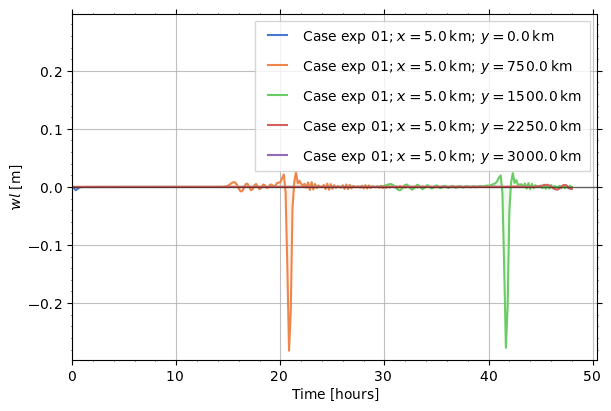 Case exp 01; x = 5.0 km; y = 0.0 km
Case exp 01; x = 5.0 km; y = 750.0 km
Case exp 01; x = 5.0 km; y = 1500.0 km
Case exp 01; x = 5.0 km; y = 2250.0 km
Case exp 01; x = 5.0 km; y = 3000.0 km
wl [m]
0.2
0.1
0.0
−0.1
−0.2
0 10 20 30 40 50
Time [hours]